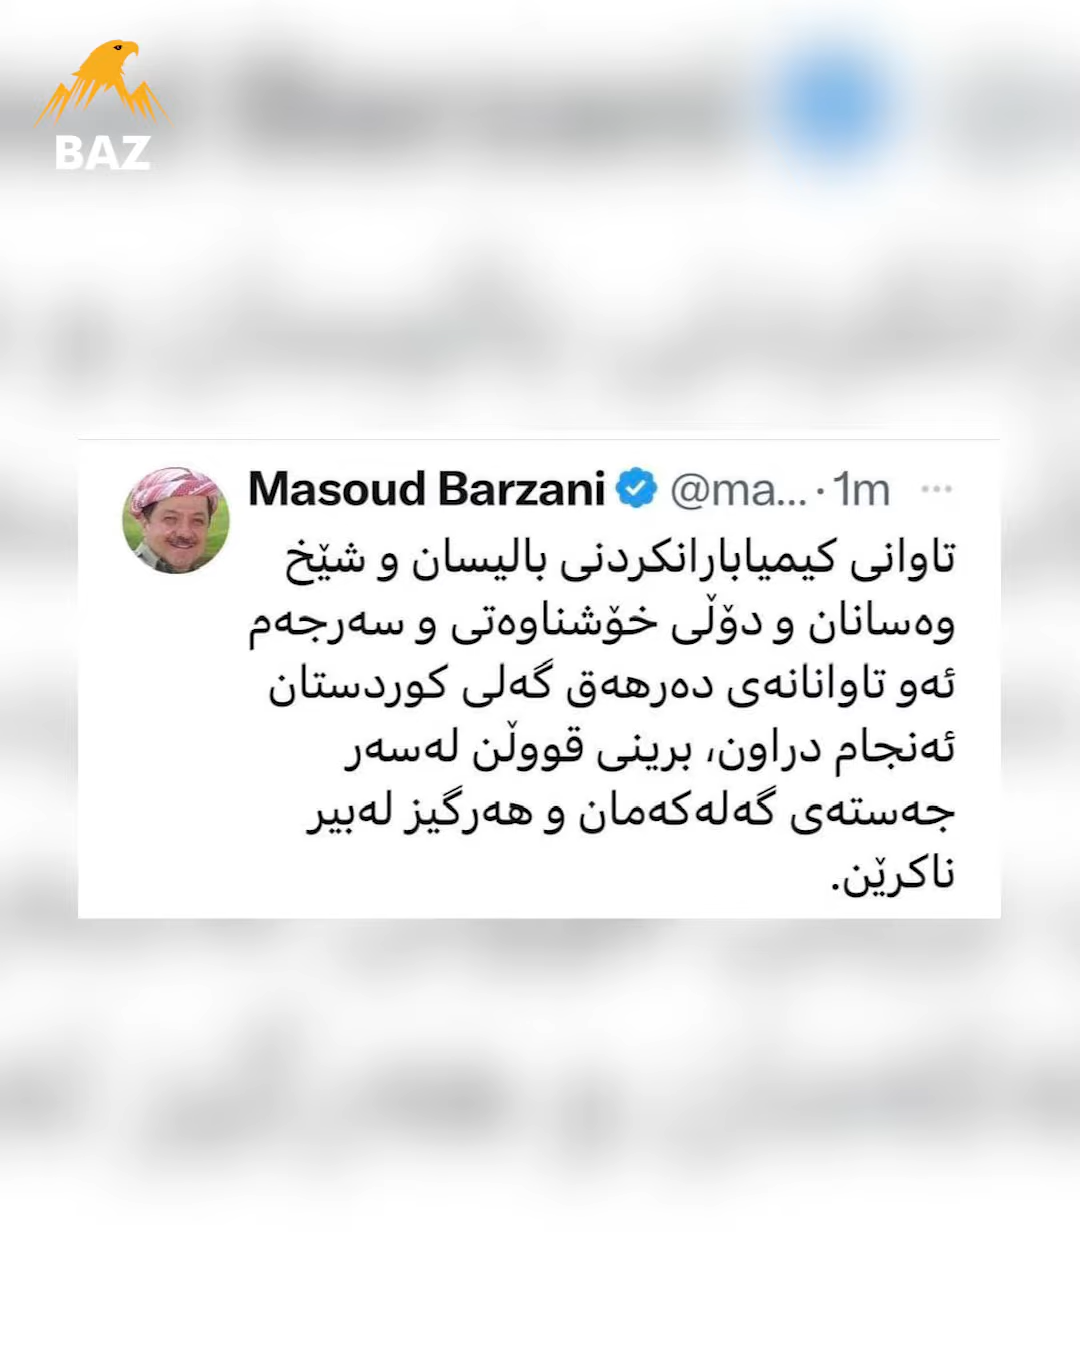 BAZ
Masoud Barzani @ma... · 1m
تاوانی کیمیابارانکردنی بالیسان و شێخ
وەسانان و دۆڵی خۆشناوەتی و سەرجەم
ئەو تاوانانەی دەرهەق گەلی کوردستان
ئەنجام دراون، برینی قووڵن لەسەر
جەستەی گەلەکەمان و هەرگیز لەبیر
ناکرێن.